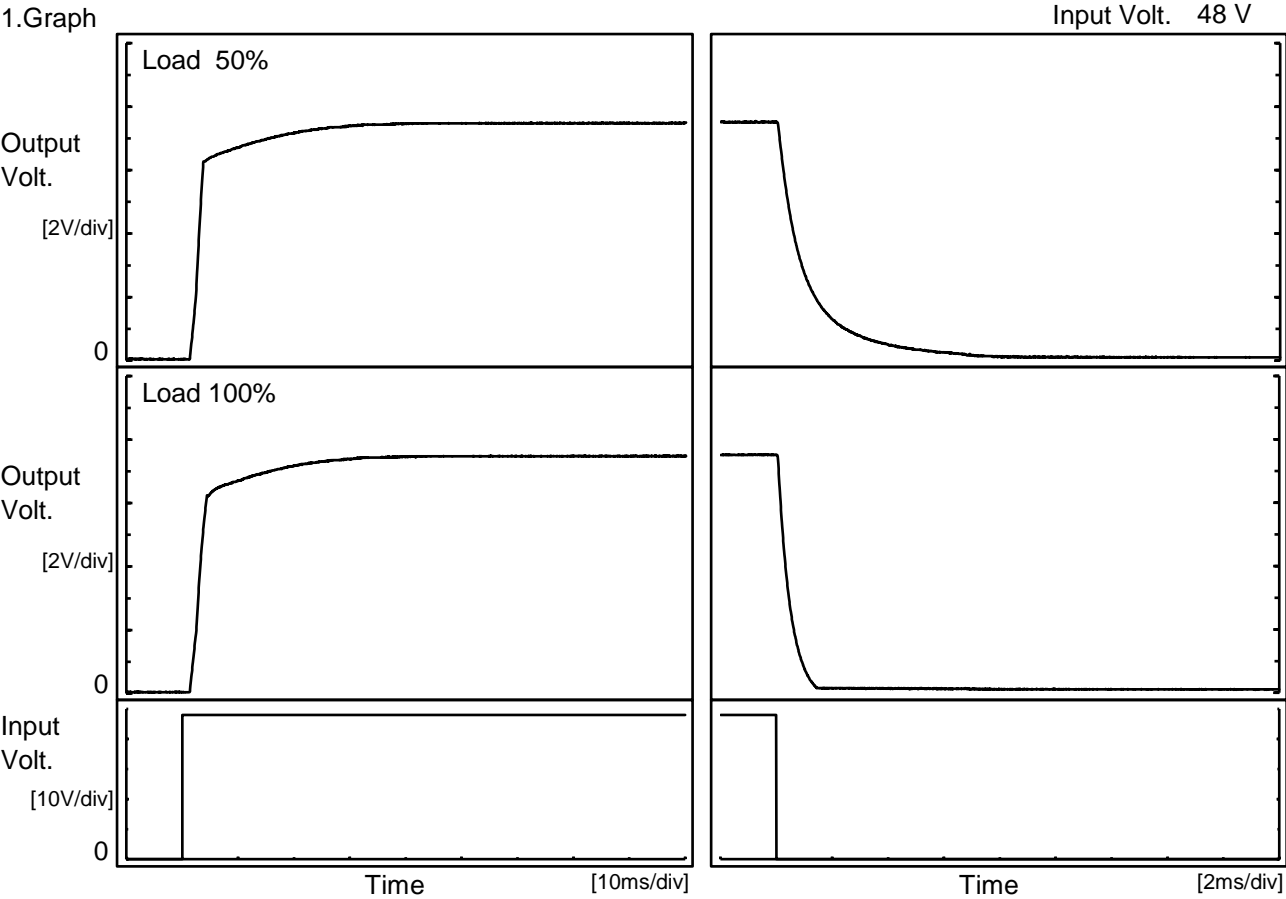 1.Graph
Input Volt. 48 V
Load 50%
Output
Volt.
[2V/div]
0
Load 100%
Output
Volt.
[2V/div]
0
Input
Volt.
[10V/div]
0
Time
[10ms/div]
Time
[2ms/div]